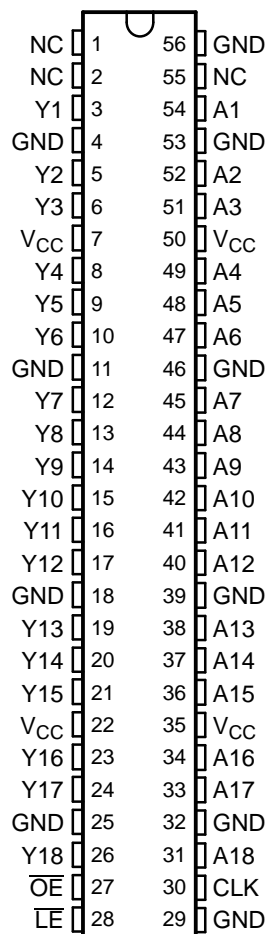 NC 1 56 GND
NC 2 55 NC
Y1 3 54 A1
GND 4 53 GND
Y2 5 52 A2
Y3 6 51 A3
VCC 7 50 VCC
Y4 8 49 A4
Y5 9 48 A5
Y6 10 47 A6
GND 11 46 GND
Y7 12 45 A7
Y8 13 44 A8
Y9 14 43 A9
Y10 15 42 A10
Y11 16 41 A11
Y12 17 40 A12
GND 18 39 GND
Y13 19 38 A13
Y14 20 37 A14
Y15 21 36 A15
VCC 22 35 VCC
Y16 23 34 A16
Y17 24 33 A17
GND 25 32 GND
Y18 26 31 A18
O̅E̅ 27 30 CLK
L̅E̅ 28 29 GND